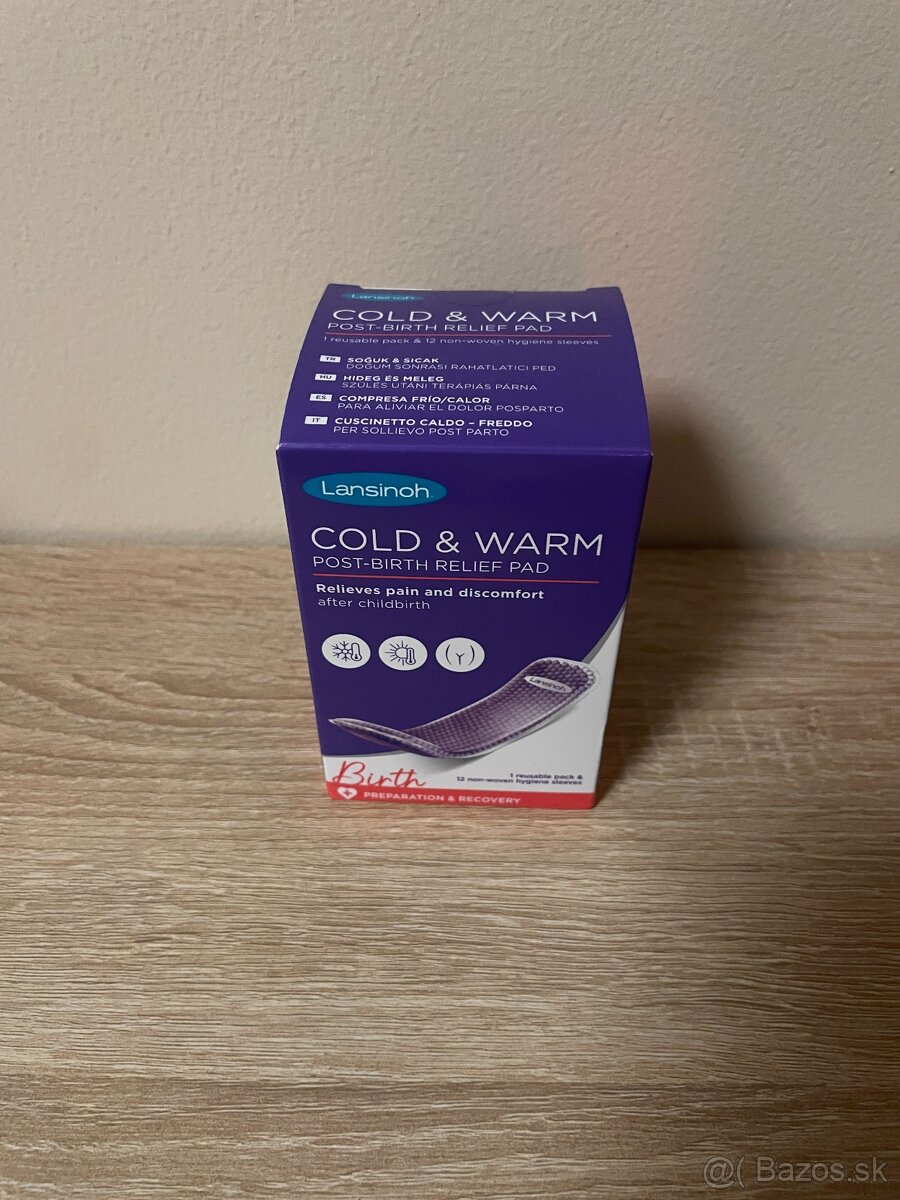 Lansinoh
COLD & WARM
POST-BIRTH RELIEF PAD
1 reusable pack & 12 non-woven hygiene sleeves
TR SOĞUK & SICAK
DOĞUM SONRASI RAHATLATICI PED
HU HIDEG ÉS MELEG
SZÜLÉS UTÁNI TERÁPIÁS PÁRNA
ES COMPRESA FRÍO/CALOR
PARA ALIVIAR EL DOLOR POSPARTO
IT CUSCINETTO CALDO – FREDDO
PER SOLLIEVO POST PARTO
Lansinoh
COLD & WARM
POST-BIRTH RELIEF PAD
Relieves pain and discomfort
after childbirth
Lansinoh
Birth
1 reusable pack &
12 non-woven hygiene sleeves
PREPARATION & RECOVERY
@( Bazos.sk